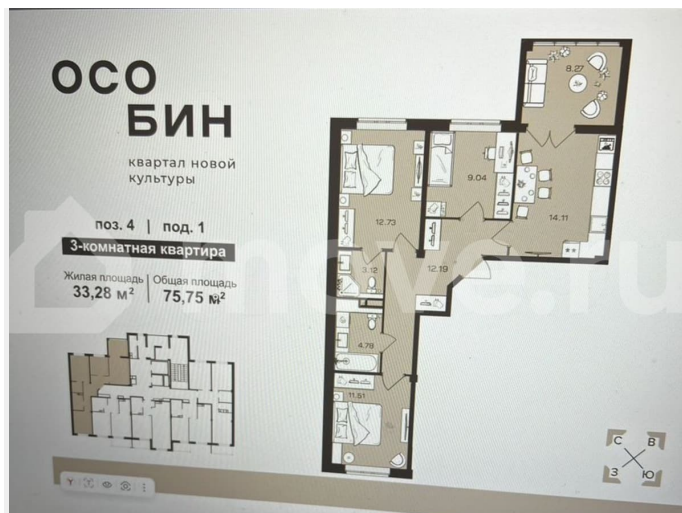 ОСО
БИН
квартал новой
культуры
поз. 4 | под. 1
3-комнатная квартира
Жилая площадь
33,28 м²
Общая площадь
75,75 м²
8.27
9.04
12.73
14.11
3.12
12.19
4.78
11.51
С В
З Ю
move.ru